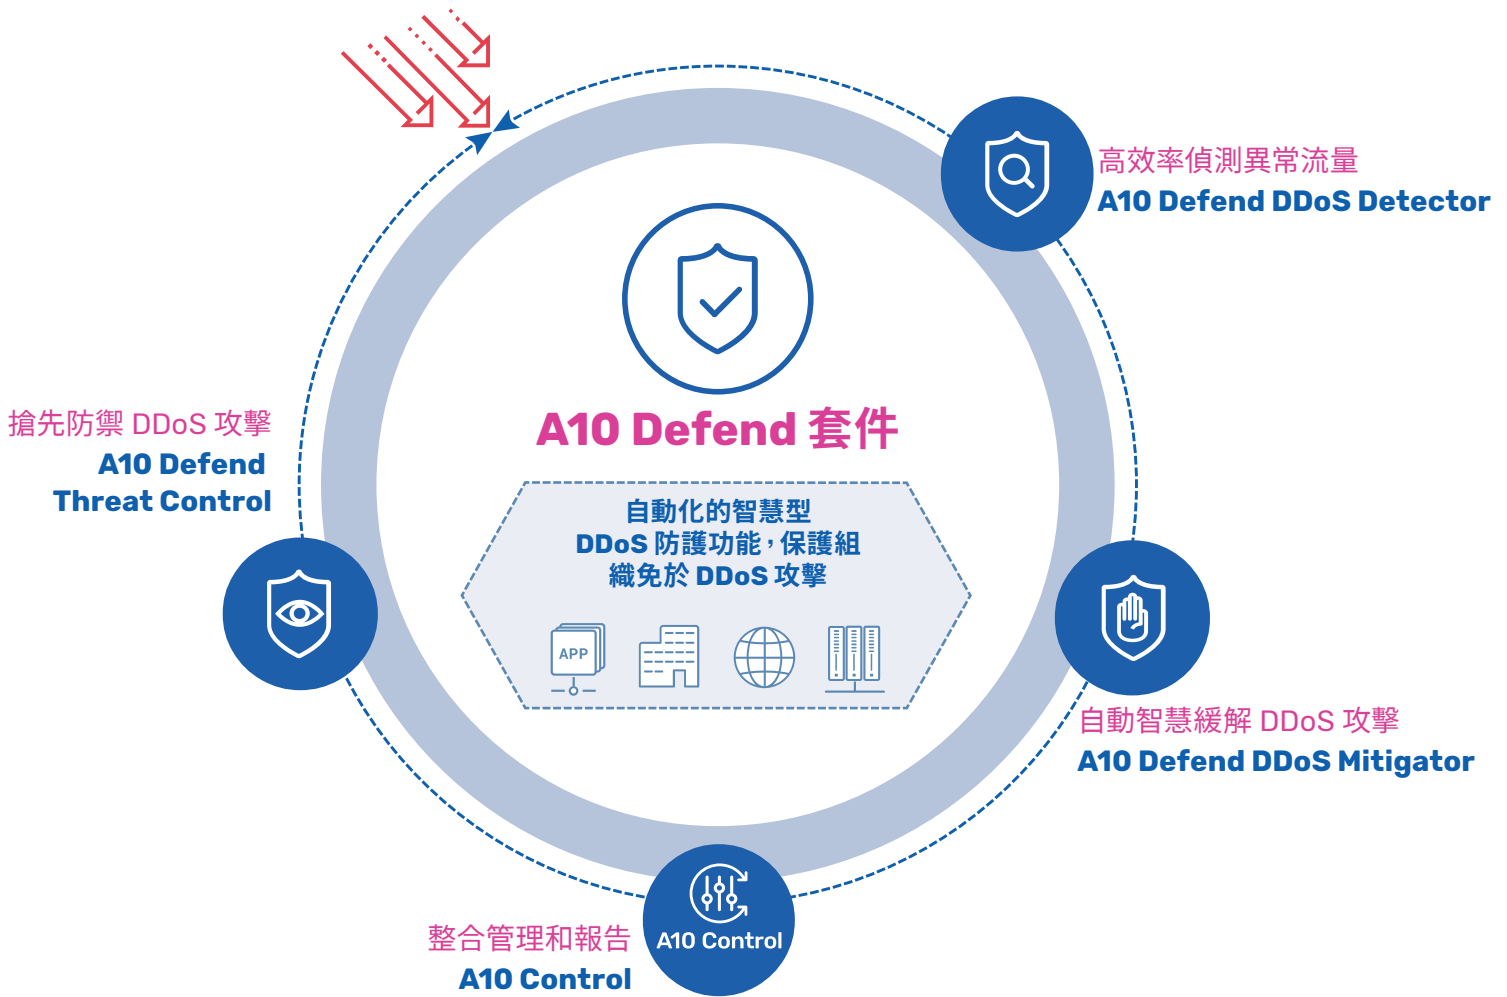 高效率偵測異常流量
A10 Defend DDoS Detector
A10 Defend 套件
搶先防禦 DDoS 攻擊
A10 Defend
Threat Control
自動化的智慧型
DDoS 防護功能，保護組
織免於 DDoS 攻擊
APP
自動智慧緩解 DDoS 攻擊
A10 Defend DDoS Mitigator
A10 Control
整合管理和報告
A10 Control